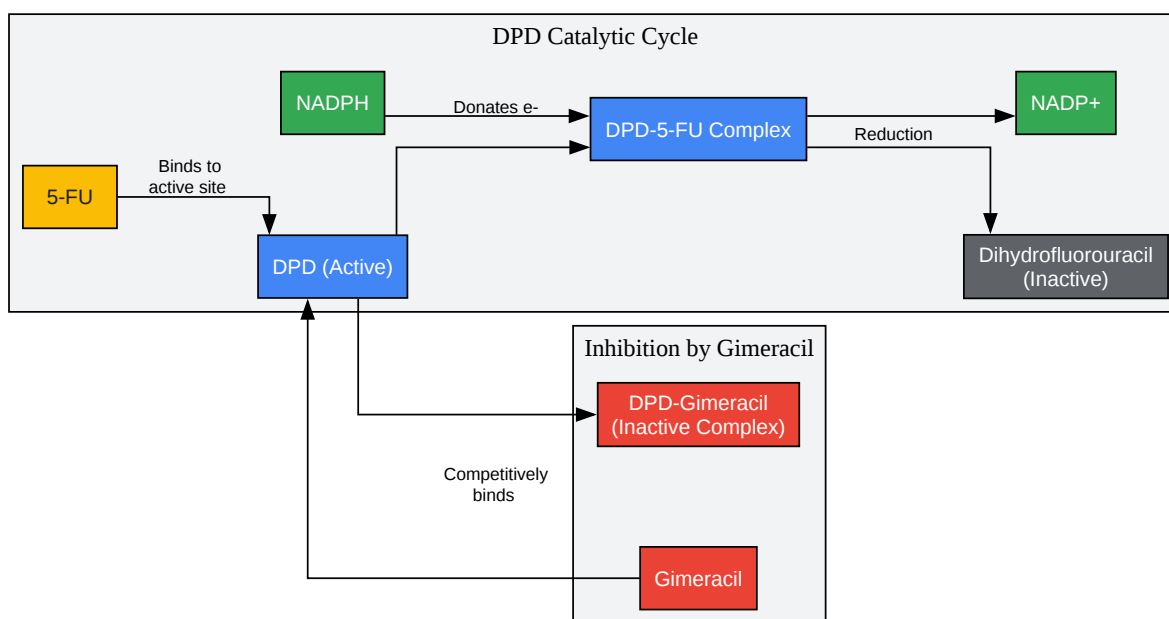 DPD Catalytic Cycle
NADPH
Donates e-
DPD-5-FU Complex
NADP+
Reduction
5-FU
Binds to
active site
DPD (Active)
Dihydrofluorouracil
(Inactive)
Inhibition by Gimeracil
DPD-Gimeracil
(Inactive Complex)
Competitively
binds
Gimeracil